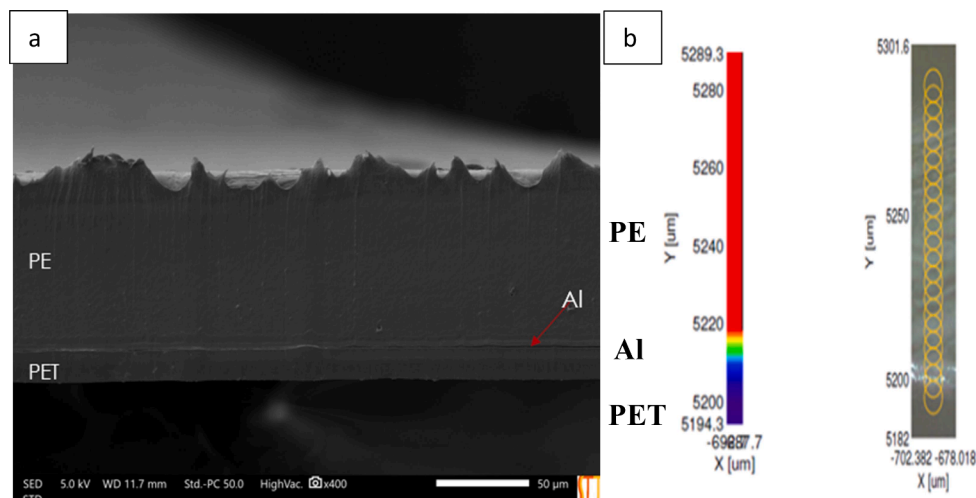 a
PE
Al
PET
SED 5.0 kV WD 11.7 mm Std.-PC 50.0 HighVac. x400 50 µm
STD
b
PE
Al
PET
5289.3
5280
5260
5240
5220
5200
5194.3
Y [um]
X [um]
5301.6
5250
5200
5182
Y [um]
-702.382 -678.018
X [um]